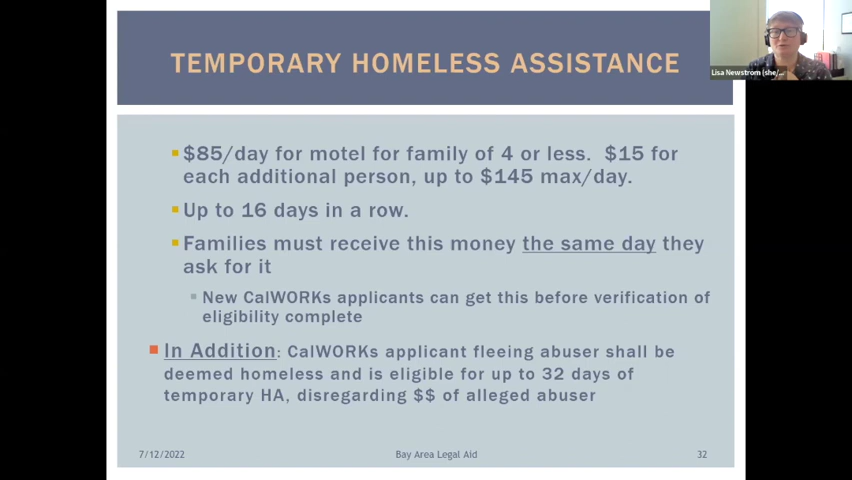 TEMPORARY HOMELESS ASSISTANCE
Lisa Newstrom (she/...
$85/day for motel for family of 4 or less. $15 for
each additional person, up to $145 max/day.
Up to 16 days in a row.
Families must receive this money the same day they
ask for it
New CalWORKs applicants can get this before verification of
eligibility complete
In Addition: CalWORKs applicant fleeing abuser shall be
deemed homeless and is eligible for up to 32 days of
temporary HA, disregarding $$ of alleged abuser
7/12/2022 Bay Area Legal Aid 32